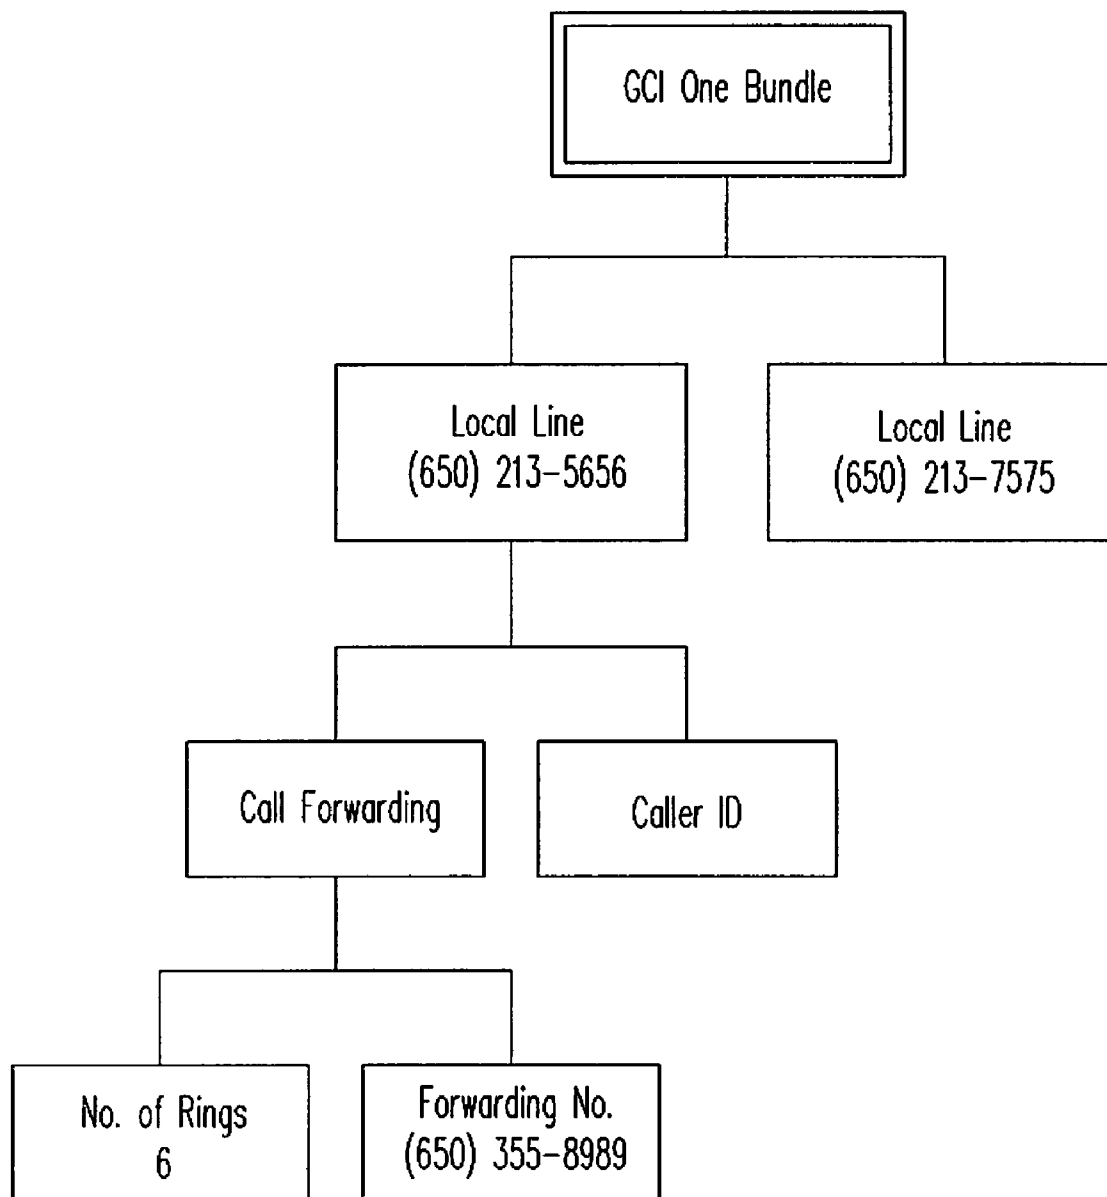 GCI One Bundle
Local Line
(650) 213-5656
Local Line
(650) 213-7575
Call Forwarding
Caller ID
No. of Rings
6
Forwarding No.
(650) 355-8989